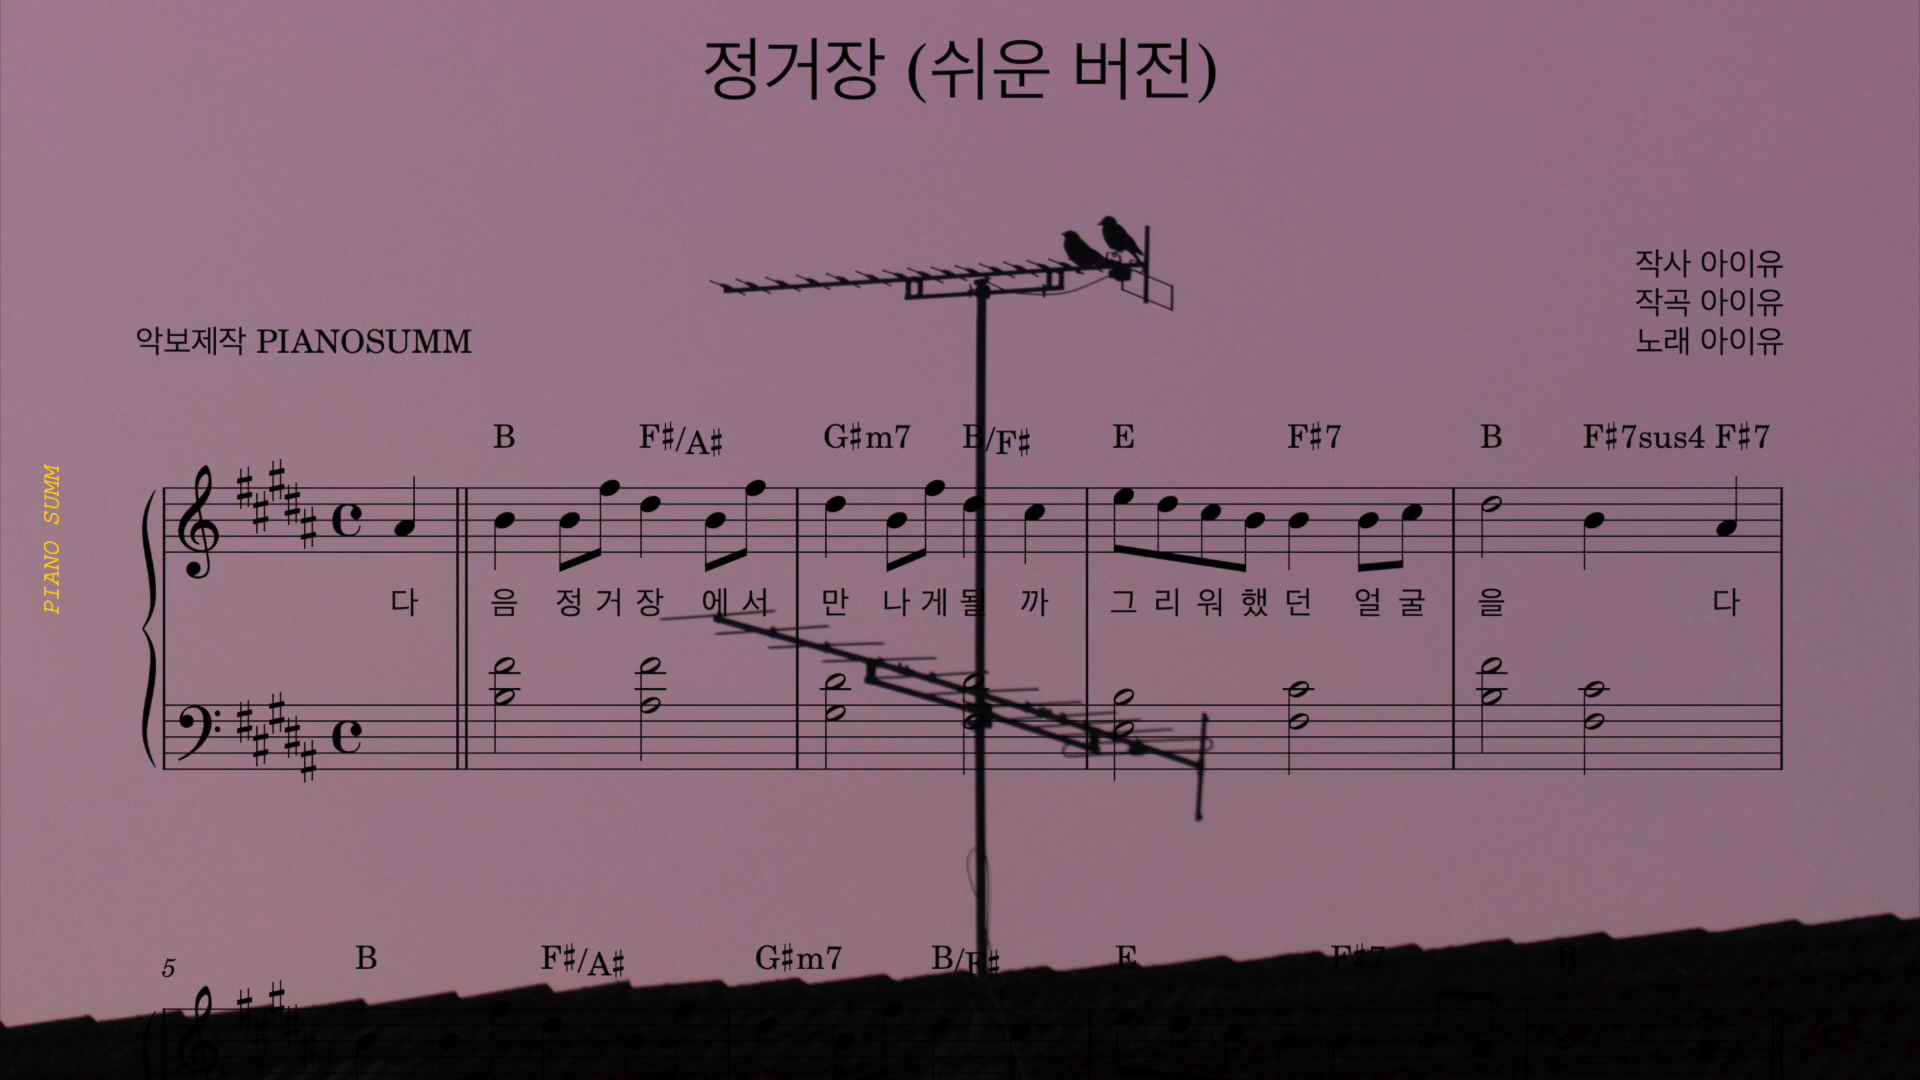 정거장 (쉬운 버전)
작사 아이유
작곡 아이유
노래 아이유
악보제작 PIANOSUMM
PIANO SUMM
B F♯/A♯ G♯m7 B/F♯ E F♯7 B F♯7sus4 F♯7
다 음 정 거 장 에 서 만 나 게 될 까 그 리 워 했 던 얼 굴 을 다
5
B F♯/A♯ G♯m7 B/F♯ E F♯7 B